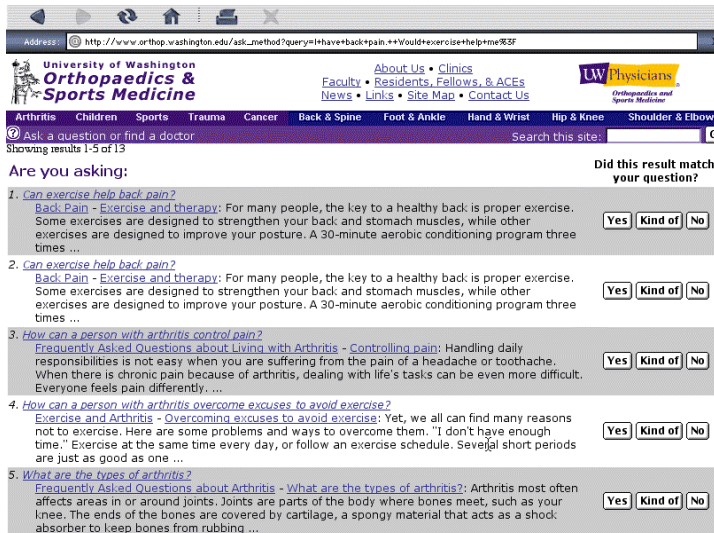 Address: http://www.orthop.washington.edu/ask_method?query=I+have+back+pain.++Would+exercise+help+me%3F
University of Washington
Orthopaedics &
Sports Medicine
About Us • Clinics
Faculty • Residents, Fellows, & ACEs
News • Links • Site Map • Contact Us
UW Physicians
Orthopaedics and
Sports Medicine
Arthritis Children Sports Trauma Cancer Back & Spine Foot & Ankle Hand & Wrist Hip & Knee Shoulder & Elbow
Ask a question or find a doctor Search this site:
Showing results 1-5 of 13
Are you asking:
Did this result match
your question?
1. Can exercise help back pain?
Back Pain - Exercise and therapy: For many people, the key to a healthy back is proper exercise.
Some exercises are designed to strengthen your back and stomach muscles, while other
exercises are designed to improve your posture. A 30-minute aerobic conditioning program three
times ...
Yes Kind of No
2. Can exercise help back pain?
Back Pain - Exercise and therapy: For many people, the key to a healthy back is proper exercise.
Some exercises are designed to strengthen your back and stomach muscles, while other
exercises are designed to improve your posture. A 30-minute aerobic conditioning program three
times ...
Yes Kind of No
3. How can a person with arthritis control pain?
Frequently Asked Questions about Living with Arthritis - Controlling pain: Handling daily
responsibilities is not easy when you are suffering from the pain of a headache or toothache.
When there is chronic pain because of arthritis, dealing with life's tasks can be even more difficult.
Everyone feels pain differently. ...
Yes Kind of No
4. How can a person with arthritis overcome excuses to avoid exercise?
Exercise and Arthritis - Overcoming excuses to avoid exercise: Yet, we all can find many reasons
not to exercise. Here are some problems and ways to overcome them. "I don't have enough
time." Exercise at the same time every day, or follow an exercise schedule. Several short periods
are just as good as one ...
Yes Kind of No
5. What are the types of arthritis?
Frequently Asked Questions about Arthritis - What are the types of arthritis?: Arthritis most often
affects areas in or around joints. Joints are parts of the body where bones meet, such as your
knee. The ends of the bones are covered by cartilage, a spongy material that acts as a shock
absorber to keep bones from rubbing ...
Yes Kind of No